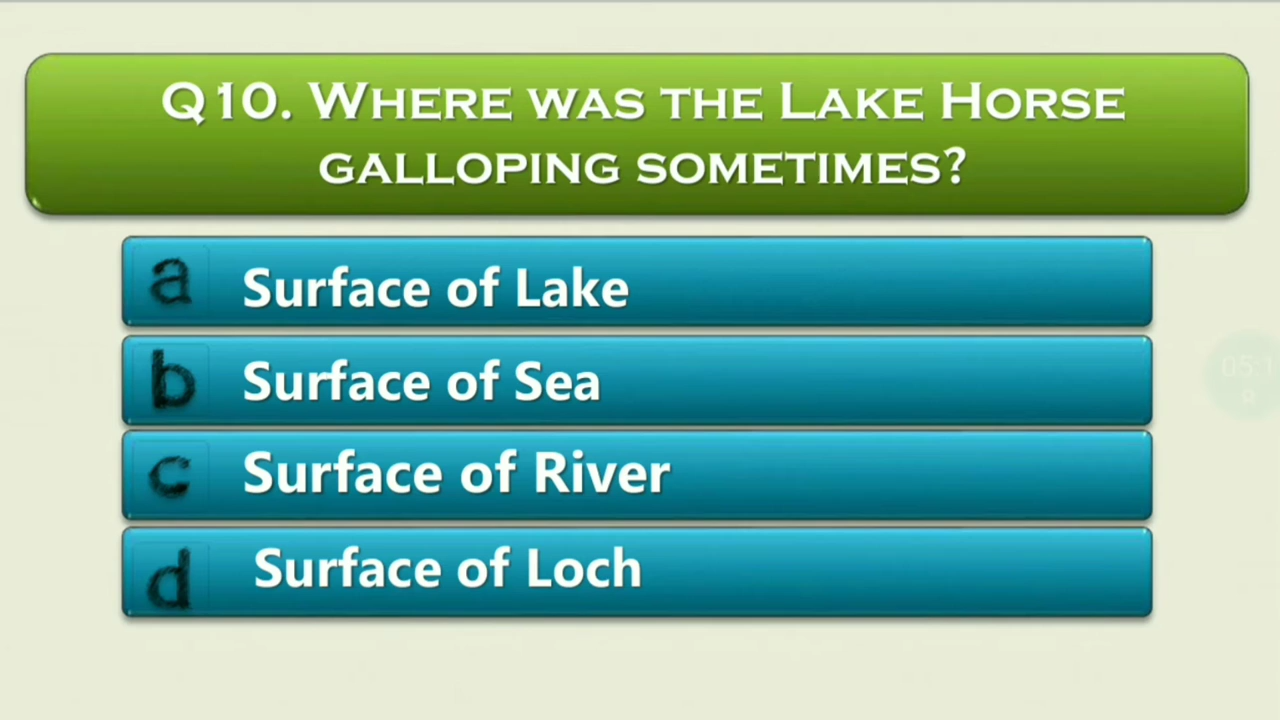 Q10. Where was the Lake Horse
galloping sometimes?
a Surface of Lake
b Surface of Sea
c Surface of River
d Surface of Loch